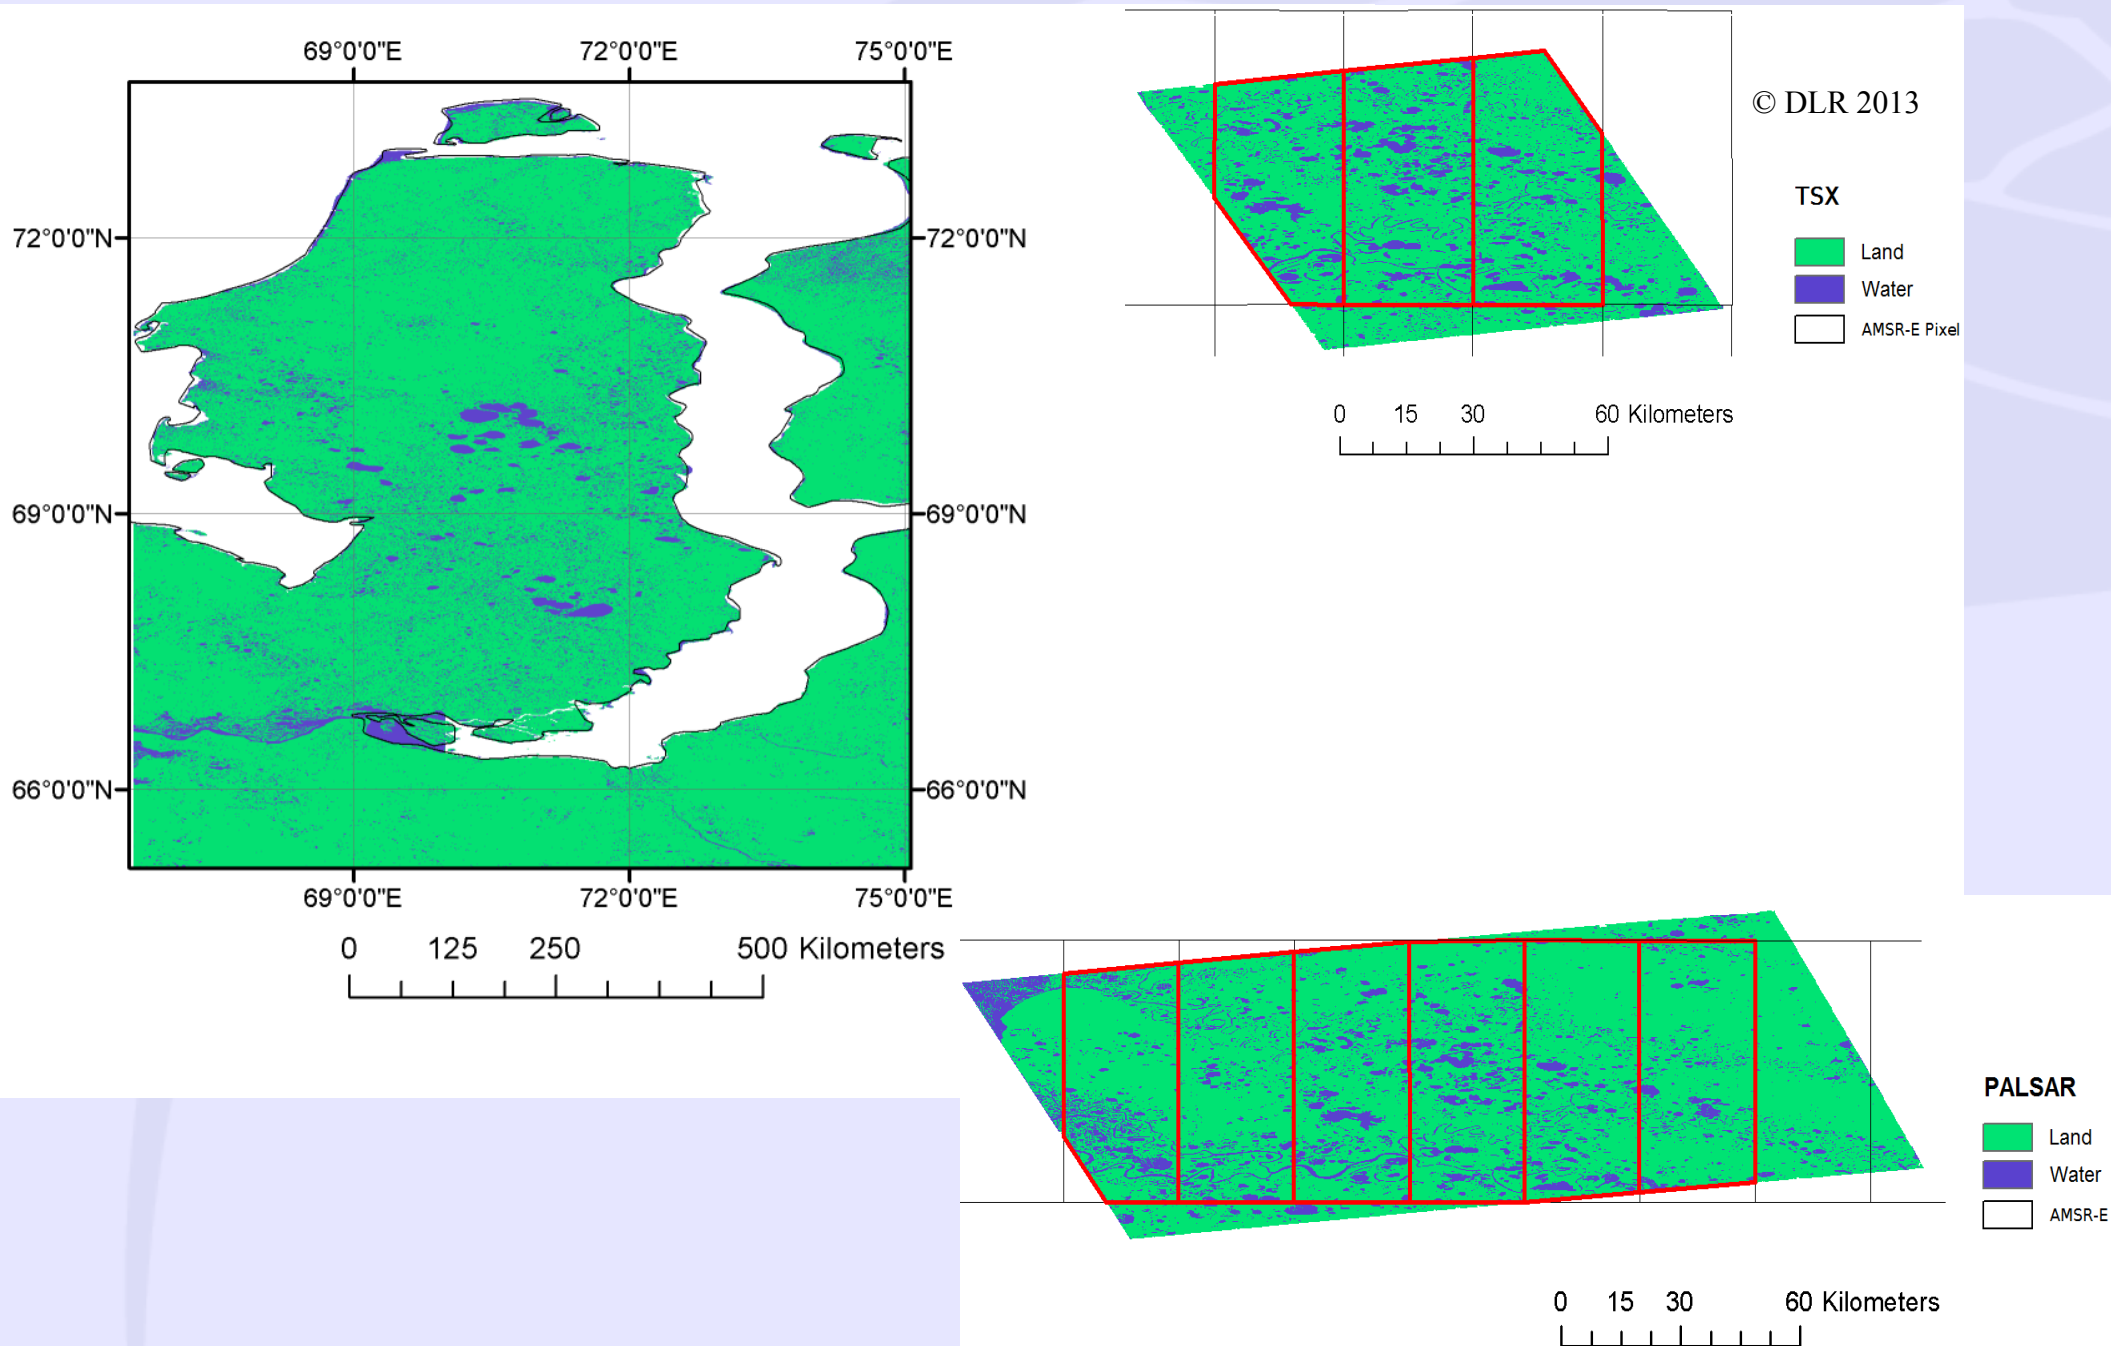 69°0'0"E 72°0'0"E 75°0'0"E
72°0'0"N 72°0'0"N
69°0'0"N 69°0'0"N
66°0'0"N 66°0'0"N
69°0'0"E 72°0'0"E 75°0'0"E
0 125 250 500 Kilometers
© DLR 2013
TSX
Land
Water
AMSR-E Pixel
0 15 30 60 Kilometers
PALSAR
Land
Water
AMSR-E
0 15 30 60 Kilometers